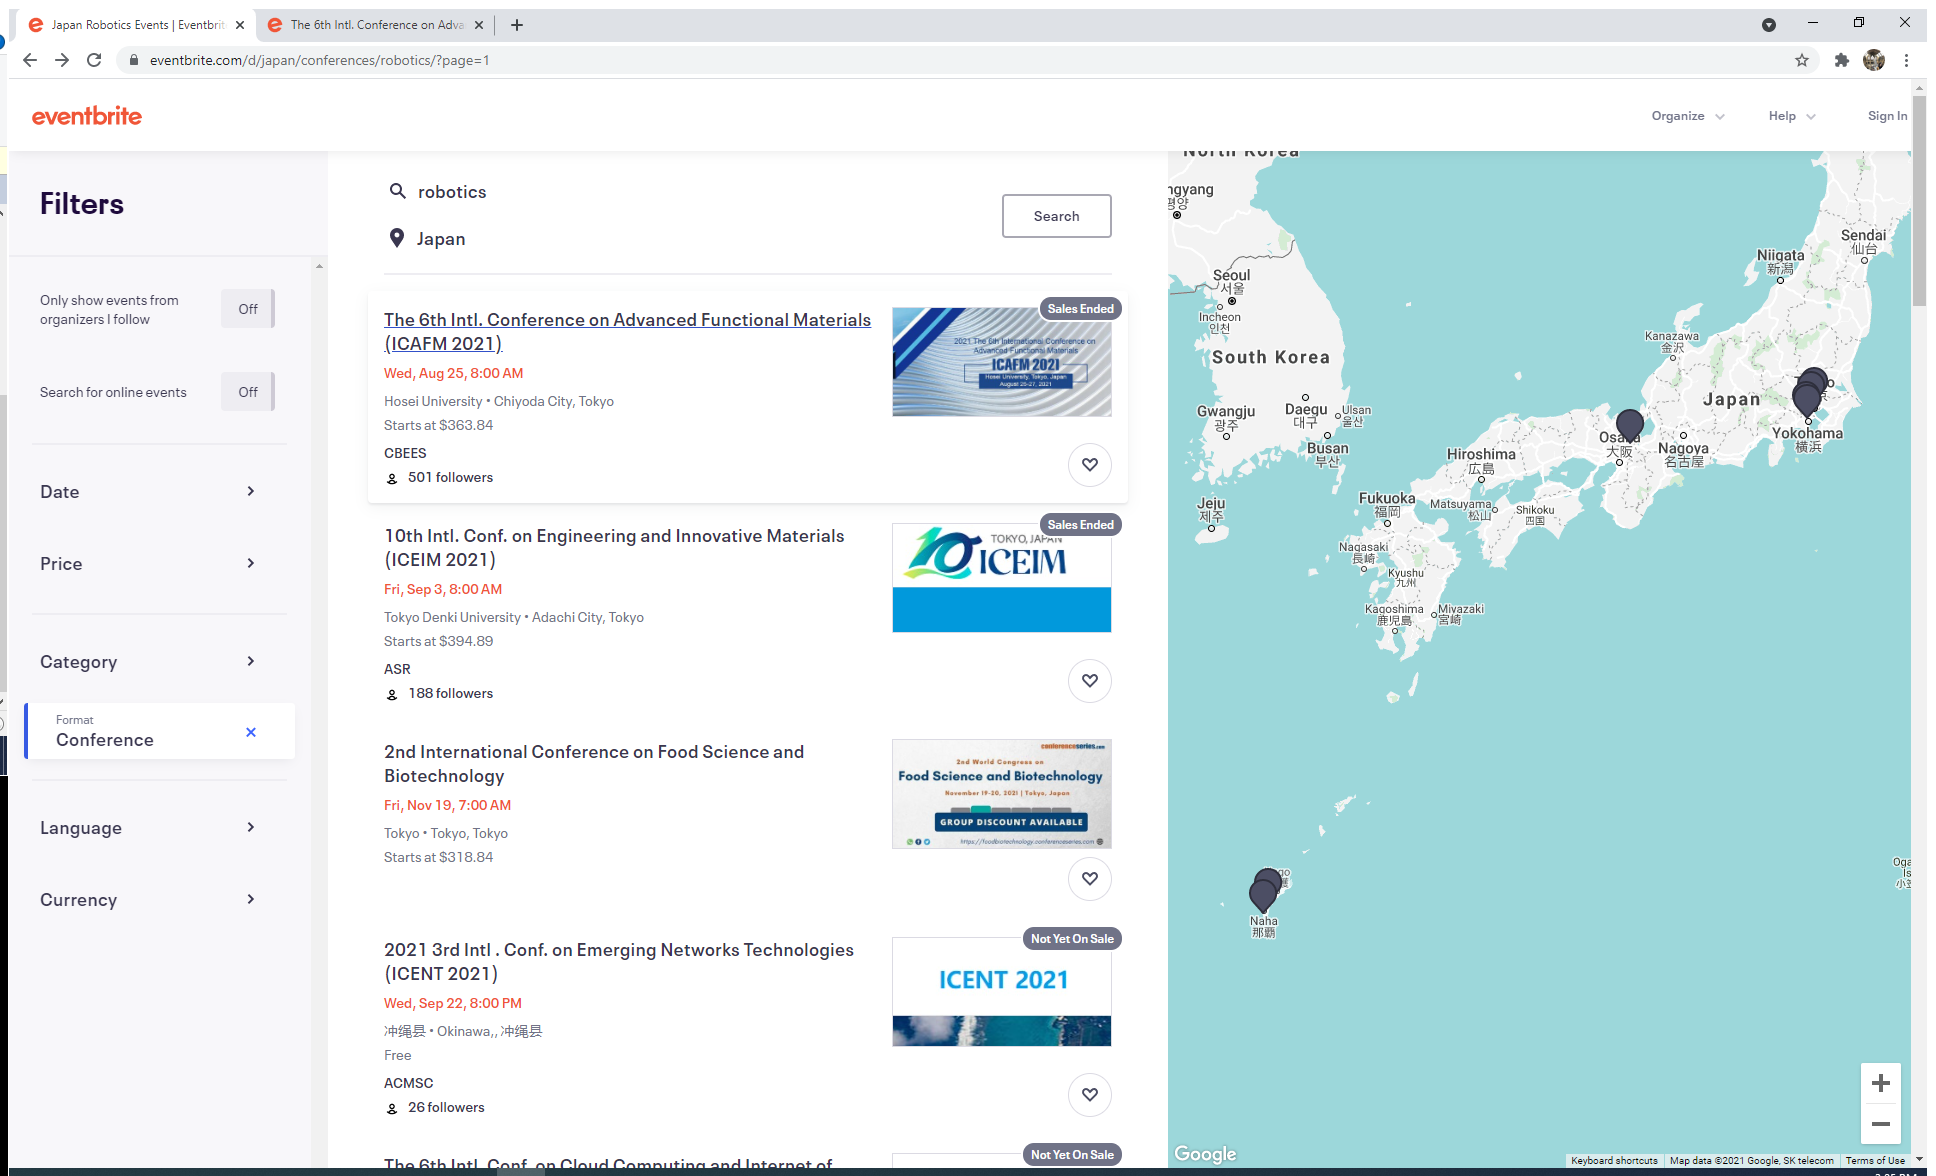 Japan Robotics Events | Eventbrit
The 6th Intl. Conference on Adva
eventbrite.com/d/japan/conferences/robotics/?page=1
eventbrite
Organize
Help
Sign In
Filters
Only show events from
organizers I follow
Off
Search for online events
Off
Date
Price
Category
Format
Conference
Language
Currency
robotics
Japan
Search
The 6th Intl. Conference on Advanced Functional Materials
(ICAFM 2021)
Wed, Aug 25, 8:00 AM
Hosei University • Chiyoda City, Tokyo
Starts at $363.84
CBEES
501 followers
Sales Ended
2021 The 6th International Conference on
Advanced Functional Materials
ICAFM 2021
Hosei University, Tokyo, Japan
August 25-27, 2021
10th Intl. Conf. on Engineering and Innovative Materials
(ICEIM 2021)
Fri, Sep 3, 8:00 AM
Tokyo Denki University • Adachi City, Tokyo
Starts at $394.89
ASR
188 followers
Sales Ended
TOKYO, JAPAN
10 ICEIM
2nd International Conference on Food Science and
Biotechnology
Fri, Nov 19, 7:00 AM
Tokyo • Tokyo, Tokyo
Starts at $318.84
conferenceseries.com
2nd World Congress on
Food Science and Biotechnology
November 19-20, 2021 | Tokyo, Japan
GROUP DISCOUNT AVAILABLE
https://foodbiotechnology.conferenceseries.com
2021 3rd Intl . Conf. on Emerging Networks Technologies
(ICENT 2021)
Wed, Sep 22, 8:00 PM
冲绳县 • Okinawa,, 冲绳县
Free
ACMSC
26 followers
Not Yet On Sale
ICENT 2021
The 6th Intl. Conf. on Cloud Computing and Internet of
Not Yet On Sale
North Korea
ngyang
평양
Seoul
서울
Incheon
인천
South Korea
Gwangju
광주
Daegu
대구
Ulsan
울산
Busan
부산
Jeju
제주
Sendai
仙台
Niigata
新潟
Kanazawa
金沢
Japan
Yokohama
横浜
Nagoya
名古屋
Osaka
大阪
Hiroshima
広島
Fukuoka
福岡
Matsuyama
松山
Shikoku
四国
Nagasaki
長崎
Kyushu
九州
Kagoshima
鹿児島
Miyazaki
宮崎
Naha
那覇
Google
Keyboard shortcuts
Map data ©2021 Google, SK telecom
Terms of Use